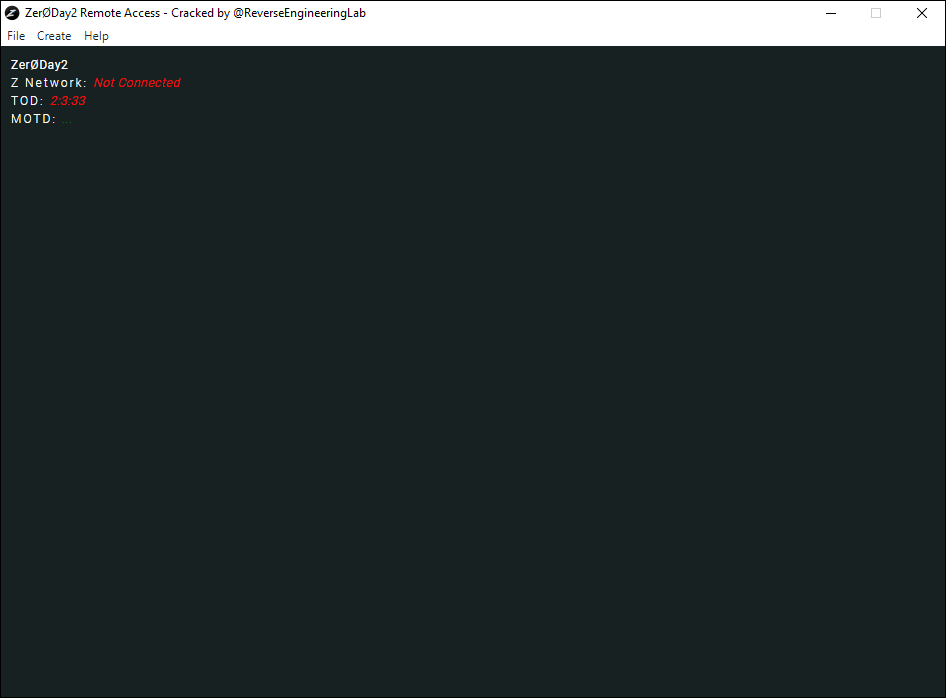 ZerØDay2 Remote Access - Cracked by @ReverseEngineeringLab
File Create Help
ZerØDay2
Z Network: Not Connected
TOD: 2:3:33
MOTD: ...